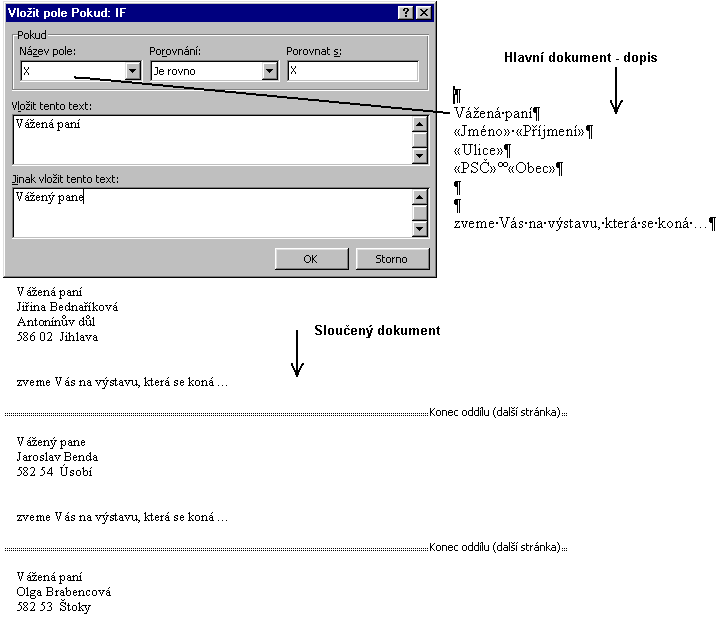 Vložit pole Pokud: IF
Pokud
Název pole: Porovnání: Porovnat s:
X Je rovno X
Vložit tento text:
Vážená paní
Jinak vložit tento text:
Vážený pane
OK Storno
Hlavní dokument - dopis
¶
Vážená·paní¶
«Jméno»·«Příjmení»¶
«Ulice»¶
«PSČ»°°«Obec»¶
¶
¶
zveme·Vás·na·výstavu,·která·se·koná·...¶
Vážená paní
Jiřina Bednaříková
Antonínův důl
586 02 Jihlava
Sloučený dokument
zveme Vás na výstavu, která se koná ...
Konec oddílu (další stránka)
Vážený pane
Jaroslav Benda
582 54 Úsobí
zveme Vás na výstavu, která se koná ...
Konec oddílu (další stránka)
Vážená paní
Olga Brabencová
582 53 Štoky